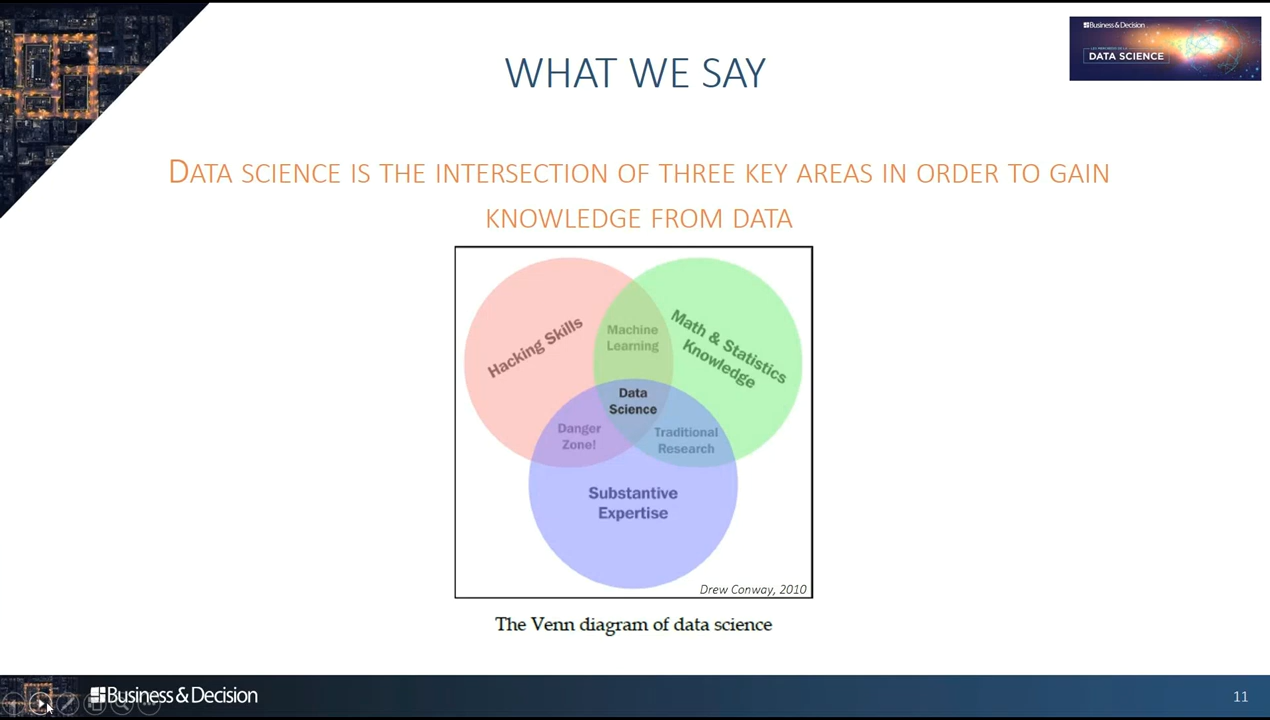 Business & Decision
DATA SCIENCE
WHAT WE SAY
DATA SCIENCE IS THE INTERSECTION OF THREE KEY AREAS IN ORDER TO GAIN
KNOWLEDGE FROM DATA
Hacking Skills
Machine
Learning
Math & Statistics
Knowledge
Data
Science
Danger
Zone!
Traditional
Research
Substantive
Expertise
Drew Conway, 2010
The Venn diagram of data science
Business & Decision
11